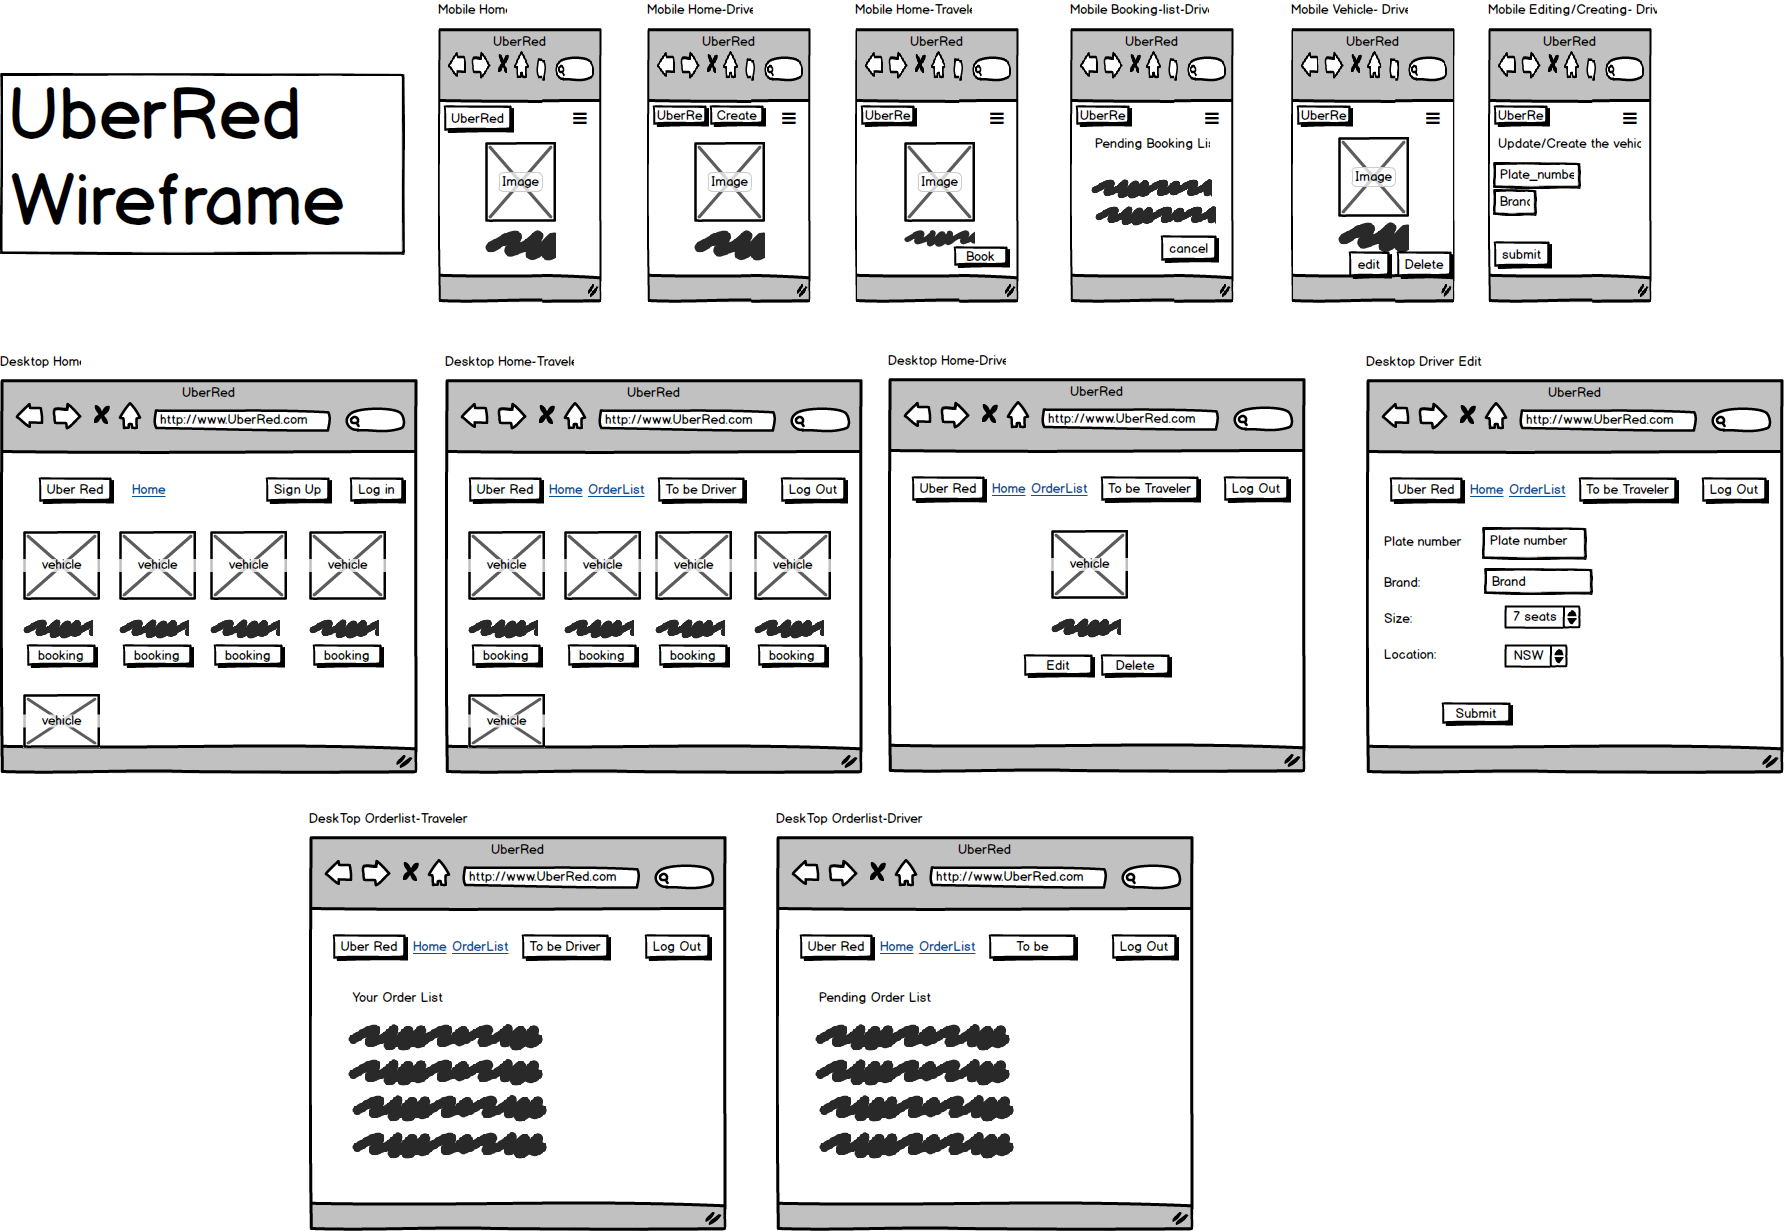 UberRed
Wireframe
Mobile Hom
UberRed
UberRed
Image
Mobile Home-Drive
UberRed
UberRe Create
Image
Mobile Home-Travele
UberRed
UberRe
Image
Book
Mobile Booking-list-Driv
UberRed
UberRe
Pending Booking Li
cancel
Mobile Vehicle- Drive
UberRed
UberRe
Image
edit Delete
Mobile Editing/Creating- Driv
UberRed
UberRe
Update/Create the vehic
Plate_numbe
Brand
submit
Desktop Home
UberRed
http://www.UberRed.com
Uber Red Home Sign Up Log in
vehicle vehicle vehicle vehicle
booking booking booking booking
vehicle
Desktop Home-Travele
UberRed
http://www.UberRed.com
Uber Red Home OrderList To be Driver Log Out
vehicle vehicle vehicle vehicle
booking booking booking booking
vehicle
Desktop Home-Drive
UberRed
http://www.UberRed.com
Uber Red Home OrderList To be Traveler Log Out
vehicle
Edit Delete
Desktop Driver Edit
UberRed
http://www.UberRed.com
Uber Red Home OrderList To be Traveler Log Out
Plate number Plate number
Brand: Brand
Size: 7 seats
Location: NSW
Submit
DeskTop Orderlist-Traveler
UberRed
http://www.UberRed.com
Uber Red Home OrderList To be Driver Log Out
Your Order List
DeskTop Orderlist-Driver
UberRed
http://www.UberRed.com
Uber Red Home OrderList To be Log Out
Pending Order List